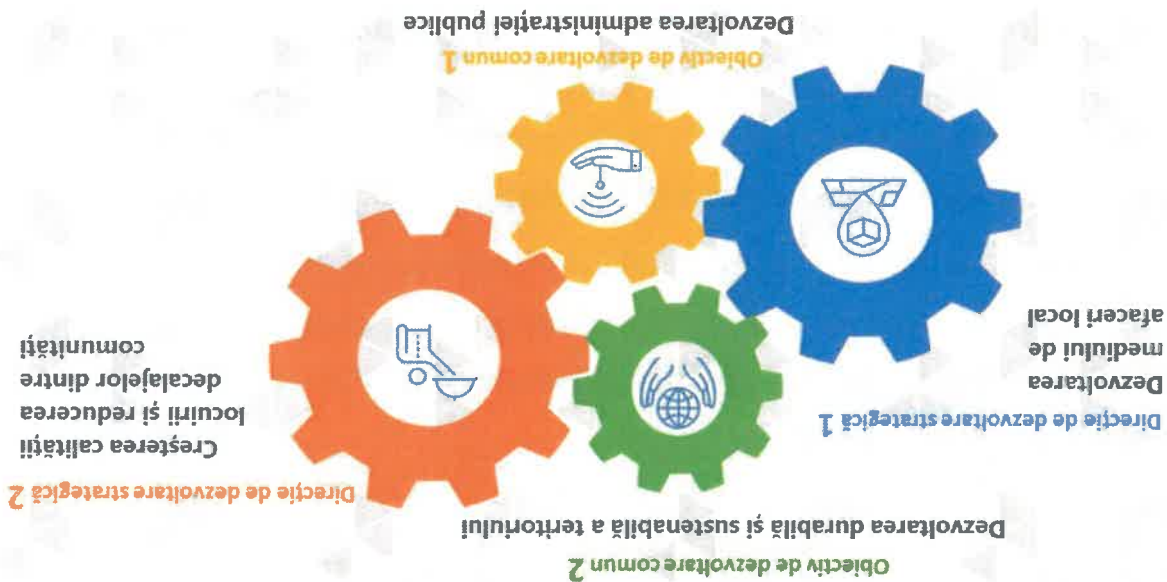 Obiectiv de dezvoltare comun 2
Dezvoltarea durabilă și sustenabilă a teritoriului
Direcție de dezvoltare strategică 1
Dezvoltarea
mediului de
afaceri local
Direcție de dezvoltare strategică 2
Creșterea calității
locuirii și reducerea
decalajelor dintre
comunități
Obiectiv de dezvoltare comun 1
Dezvoltarea administrației publice